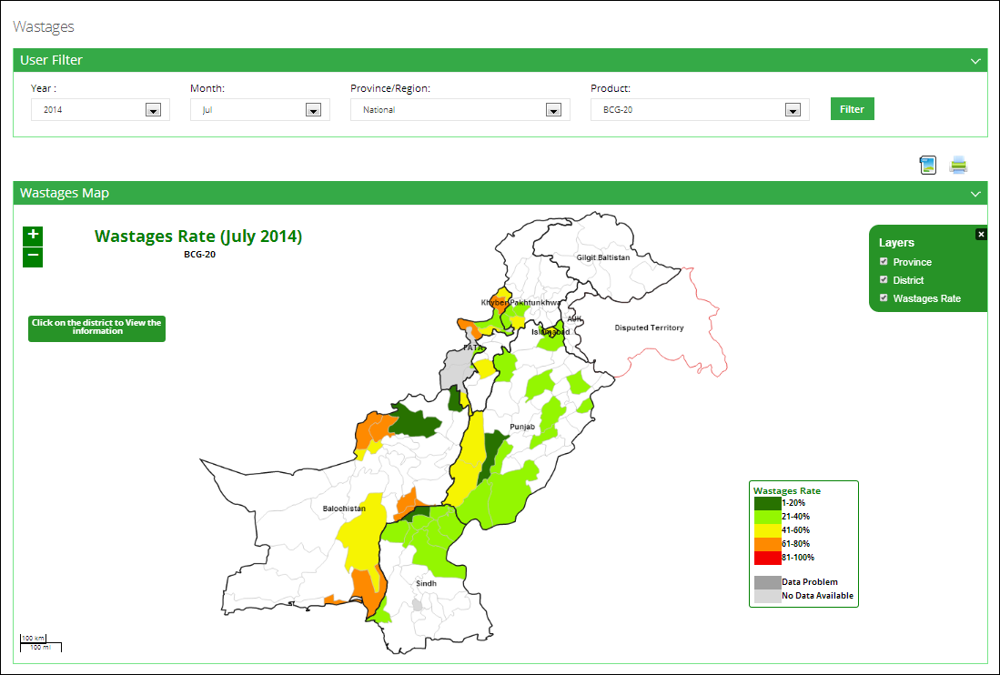 Wastages
User Filter
Year :
Month:
Province/Region:
Product:
2014
Jul
National
BCG-20
Filter
Wastages Map
+
−
Wastages Rate (July 2014)
BCG-20
Click on the district to View the
information
Layers
Province
District
Wastages Rate
Gilgit Baltistan
Khyber Pakhtunkhwa
AJK
Disputed Territory
Islamabad
FATA
Punjab
Balochistan
Sindh
Wastages Rate
1-20%
21-40%
41-60%
61-80%
81-100%
Data Problem
No Data Available
100 km
100 mi